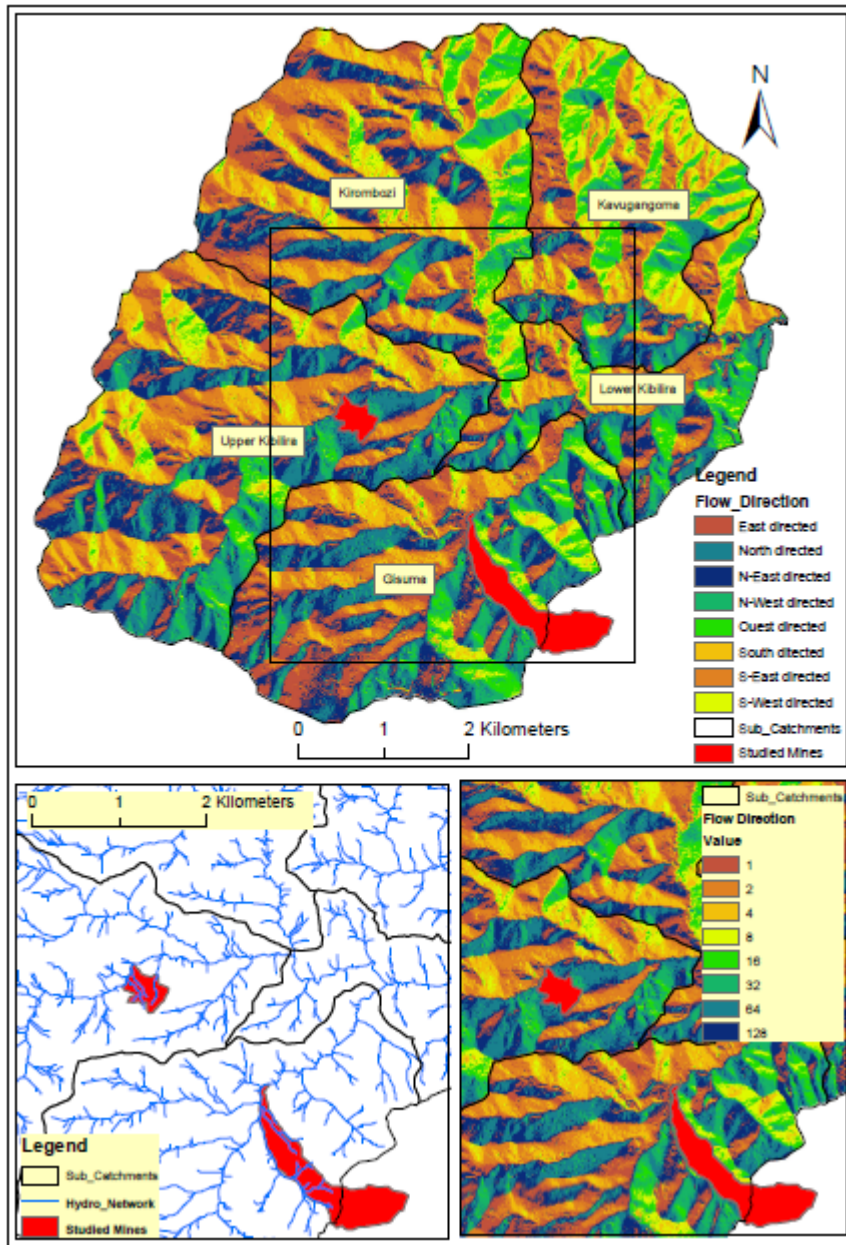 N
Kirombozi
Kavugangoma
Lower Kibilira
Upper Kibilira
Gisuma
Legend
Flow_Direction
East directed
North directed
N-East directed
N-West directed
Ouest directed
South ditected
S-East directed
S-West directed
Sub_Catchments
Studied Mines
0 1 2 Kilometers
0 1 2 Kilometers
Legend
Sub_Catchments
Hydro_Network
Studied Mines
Sub_Catchments
Flow Direction
Value
1
2
4
8
16
32
64
128